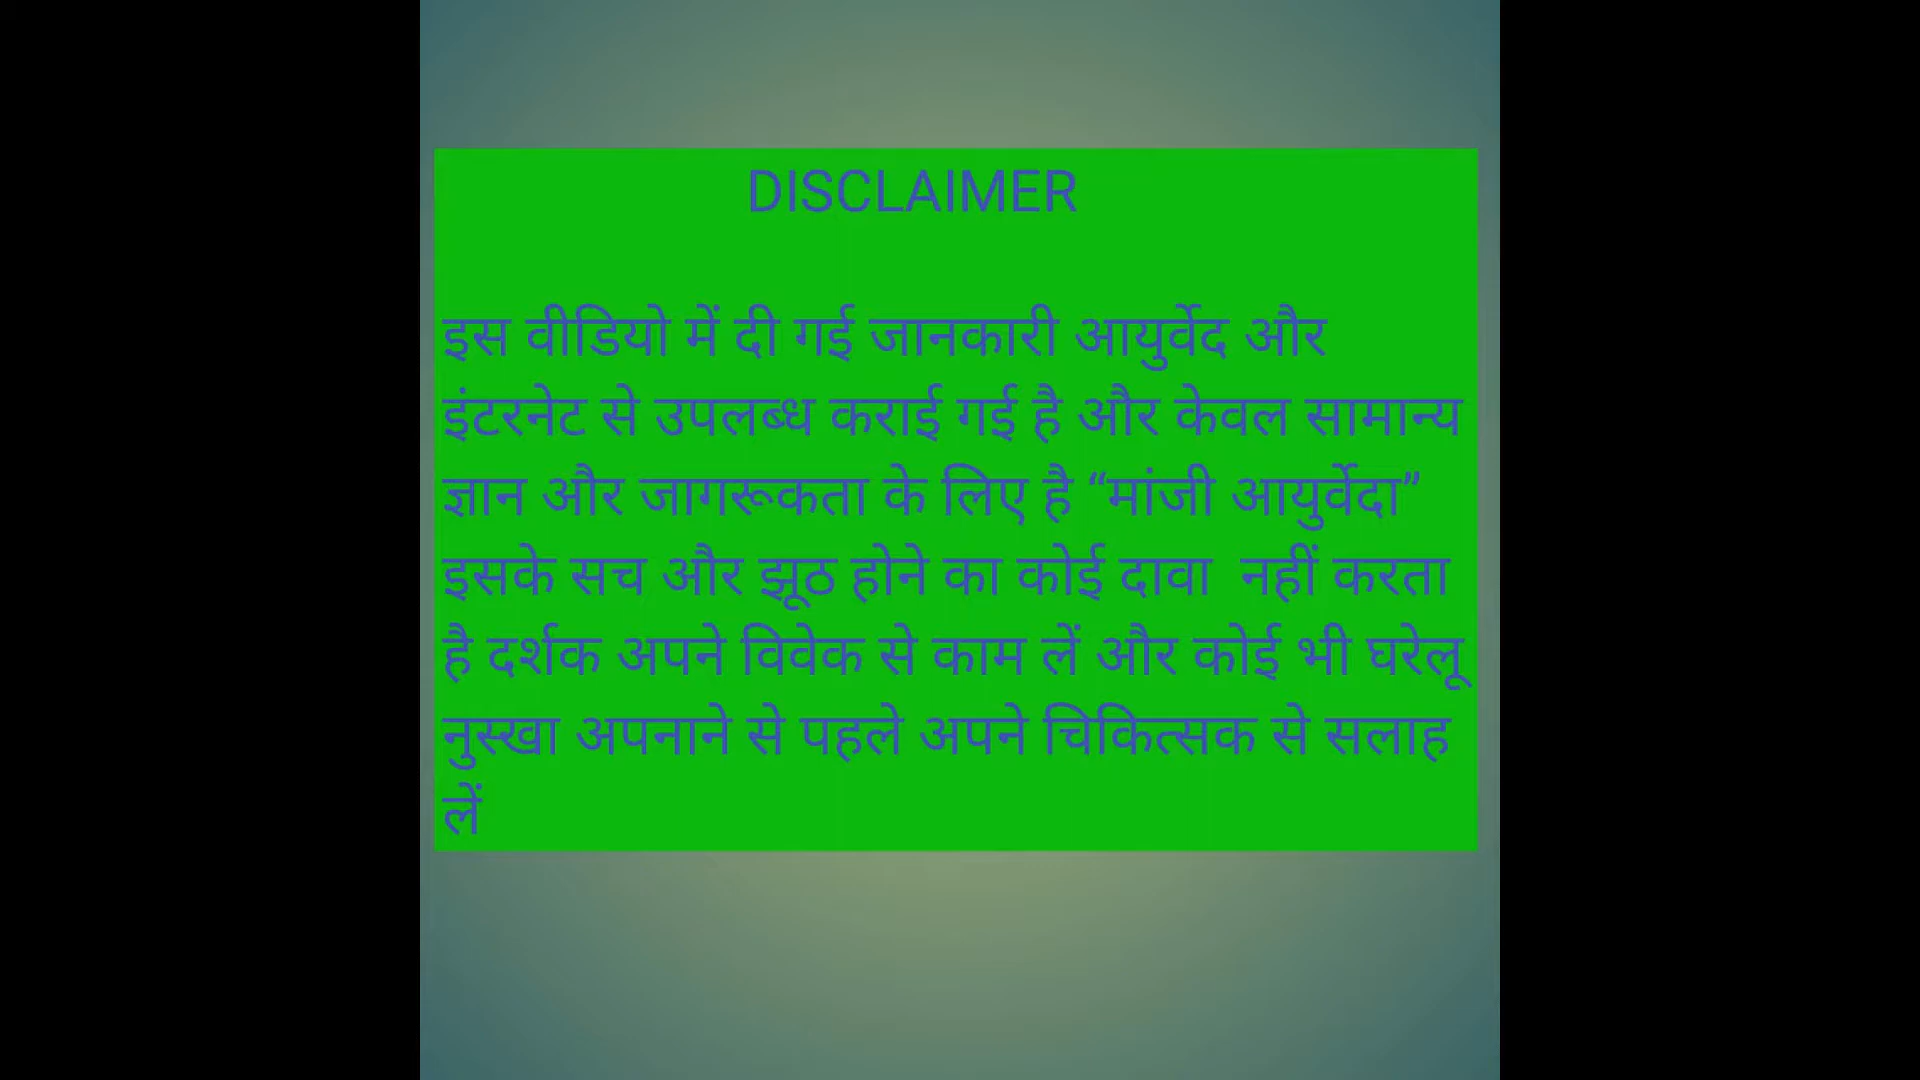 DISCLAIMER
इस वीडियो में दी गई जानकारी आयुर्वेद और
इंटरनेट से उपलब्ध कराई गई है और केवल सामान्य
ज्ञान और जागरूकता के लिए है “मांजी आयुर्वेदा”
इसके सच और झूठ होने का कोई दावा  नहीं करता
है दर्शक अपने विवेक से काम लें और कोई भी घरेलू
नुस्खा अपनाने से पहले अपने चिकित्सक से सलाह
लें